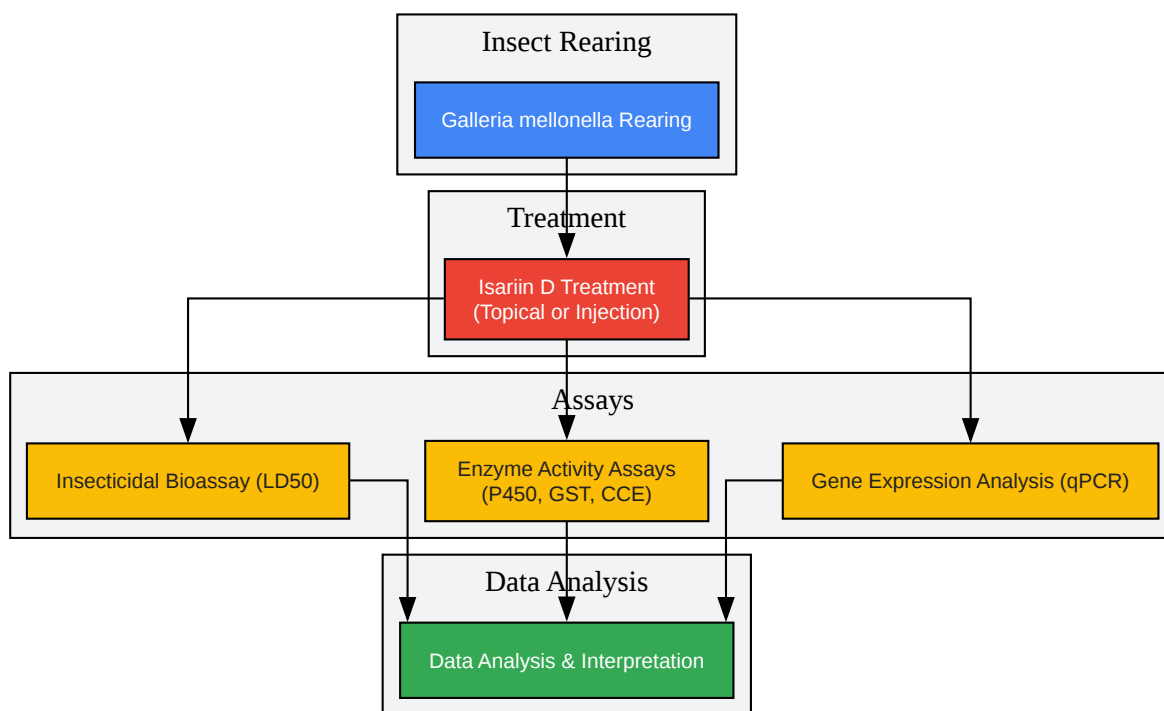 Insect Rearing
Galleria mellonella Rearing
Treatment
Isariin D Treatment
(Topical or Injection)
Assays
Insecticidal Bioassay (LD50)
Enzyme Activity Assays
(P450, GST, CCE)
Gene Expression Analysis (qPCR)
Data Analysis
Data Analysis & Interpretation